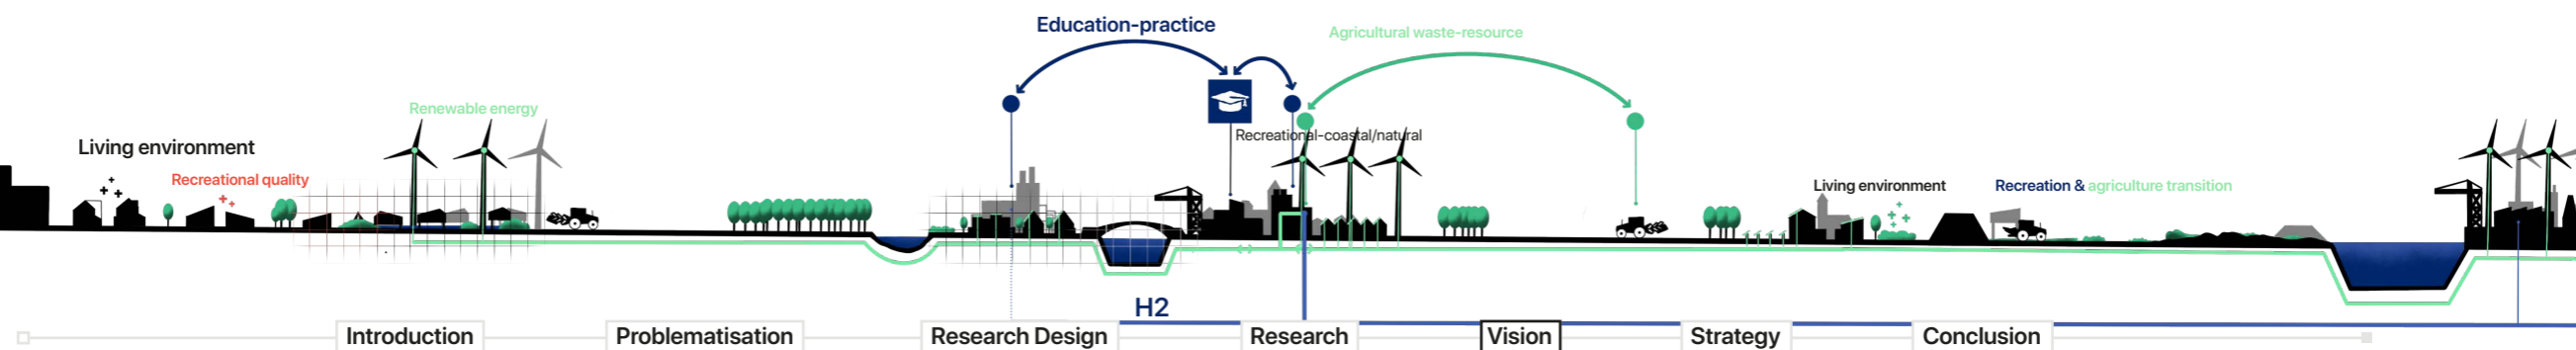 Education-practice
Agricultural waste-resource
Renewable energy
Recreational-coastal/natural
Living environment
Recreational quality
Living environment
Recreation & agriculture transition
H2
Introduction
Problematisation
Research Design
Research
Vision
Strategy
Conclusion